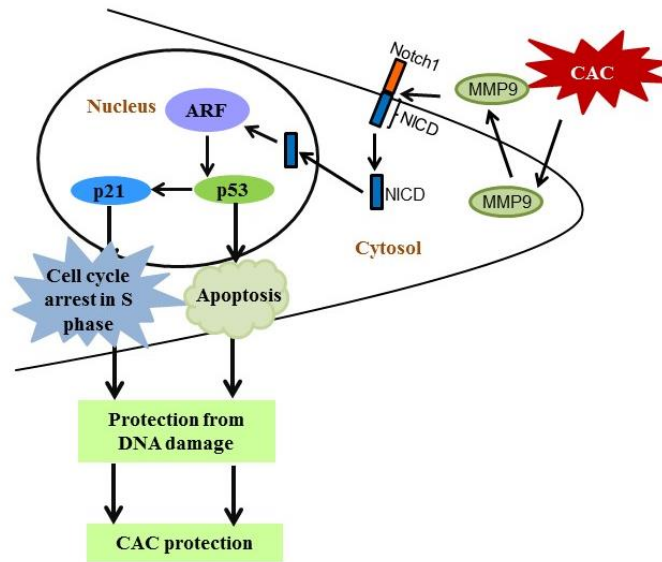 Notch1
MMP9
CAC
NICD
Nucleus
ARF
MMP9
NICD
p21
p53
Cytosol
Cell cycle
arrest in S
phase
Apoptosis
Protection from
DNA damage
CAC protection